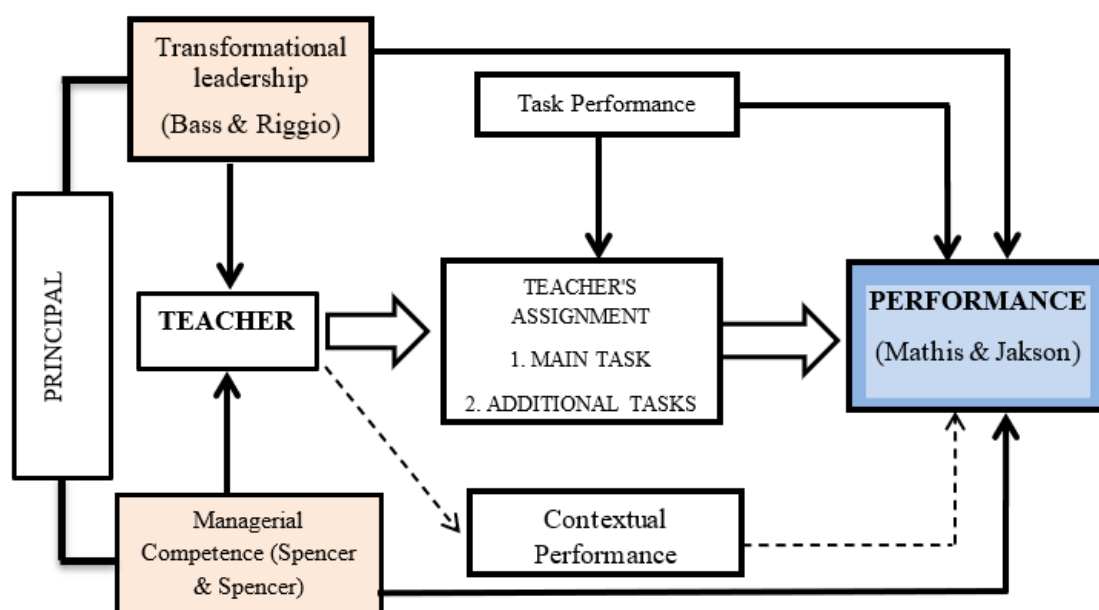 Transformational
leadership
(Bass & Riggio)
Task Performance
PRINCIPAL
TEACHER
TEACHER'S
ASSIGNMENT
1. MAIN TASK
2. ADDITIONAL TASKS
PERFORMANCE
(Mathis & Jakson)
Managerial
Competence (Spencer
& Spencer)
Contextual
Performance